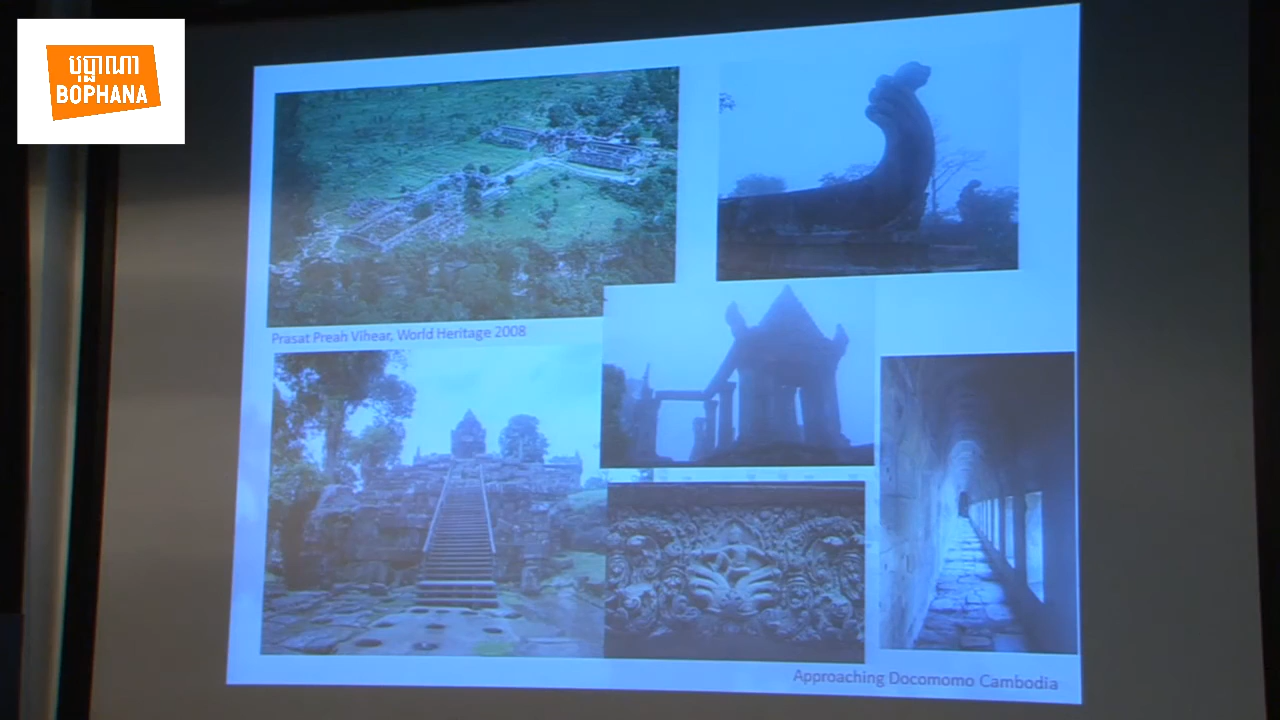 បុប្ផាណា
BOPHANA
Prasat Preah Vihear, World Heritage 2008
Approaching Docomomo Cambodia